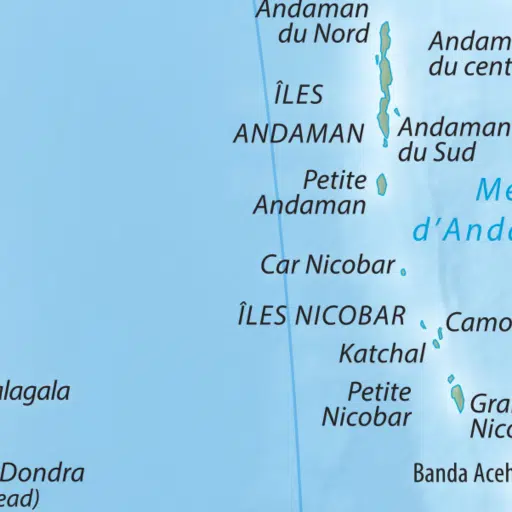 Andaman
du Nord
Andam
du cent
ÎLES
ANDAMAN
Andaman
du Sud
Petite
Andaman
Me
d'Anda
Car Nicobar
ÎLES NICOBAR
Camo
Katchal
alagala
Petite
Nicobar
Gra
Nico
Dondra
ead)
Banda Aceh